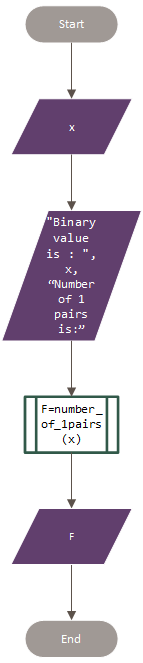 Start
x
"Binary
value
is : ",
x,
“Number
of 1
pairs
is:”
F=number_
of_1pairs
(x)
F
End